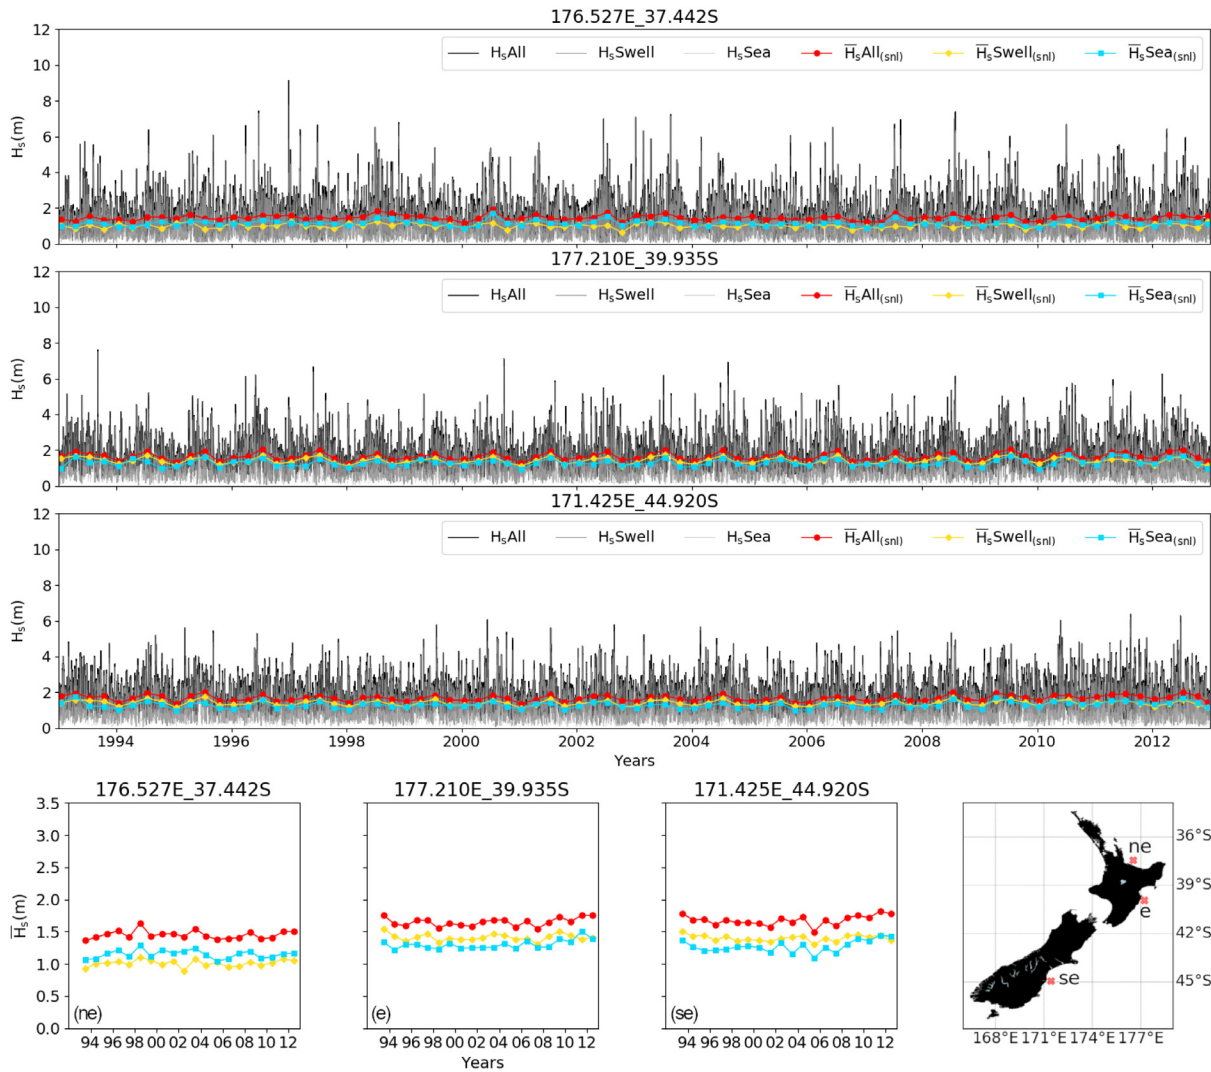 176.527E_37.442S
12
10
8
6
4
2
0
Hs(m)
HsAll HsSwell HsSea H̅sAll(snl) H̅sSwell(snl) H̅sSea(snl)
177.210E_39.935S
12
10
8
6
4
2
0
Hs(m)
HsAll HsSwell HsSea H̅sAll(snl) H̅sSwell(snl) H̅sSea(snl)
171.425E_44.920S
12
10
8
6
4
2
0
Hs(m)
HsAll HsSwell HsSea H̅sAll(snl) H̅sSwell(snl) H̅sSea(snl)
1994 1996 1998 2000 2002 2004 2006 2008 2010 2012
Years
176.527E_37.442S 177.210E_39.935S 171.425E_44.920S
3.5
3.0
2.5
2.0
1.5
1.0
0.5
0.0
H̅s(m)
(ne) (e) (se)
94 96 98 00 02 04 06 08 10 12
94 96 98 00 02 04 06 08 10 12
94 96 98 00 02 04 06 08 10 12
Years
ne
e
se
36°S
39°S
42°S
45°S
168°E 171°E 174°E 177°E